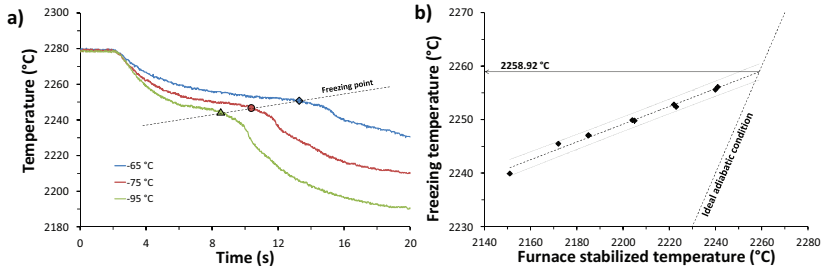 a)
2300
2280
2260
2240
2220
2200
2180
Temperature (°C)
Freezing point
-65 °C
-75 °C
-95 °C
0
4
8
12
16
20
Time (s)
b)
2270
2260
2250
2240
2230
Freezing temperature (°C)
2258.92 °C
Ideal adiabatic condition
2140
2160
2180
2200
2220
2240
2260
2280
Furnace stabilized temperature (°C)